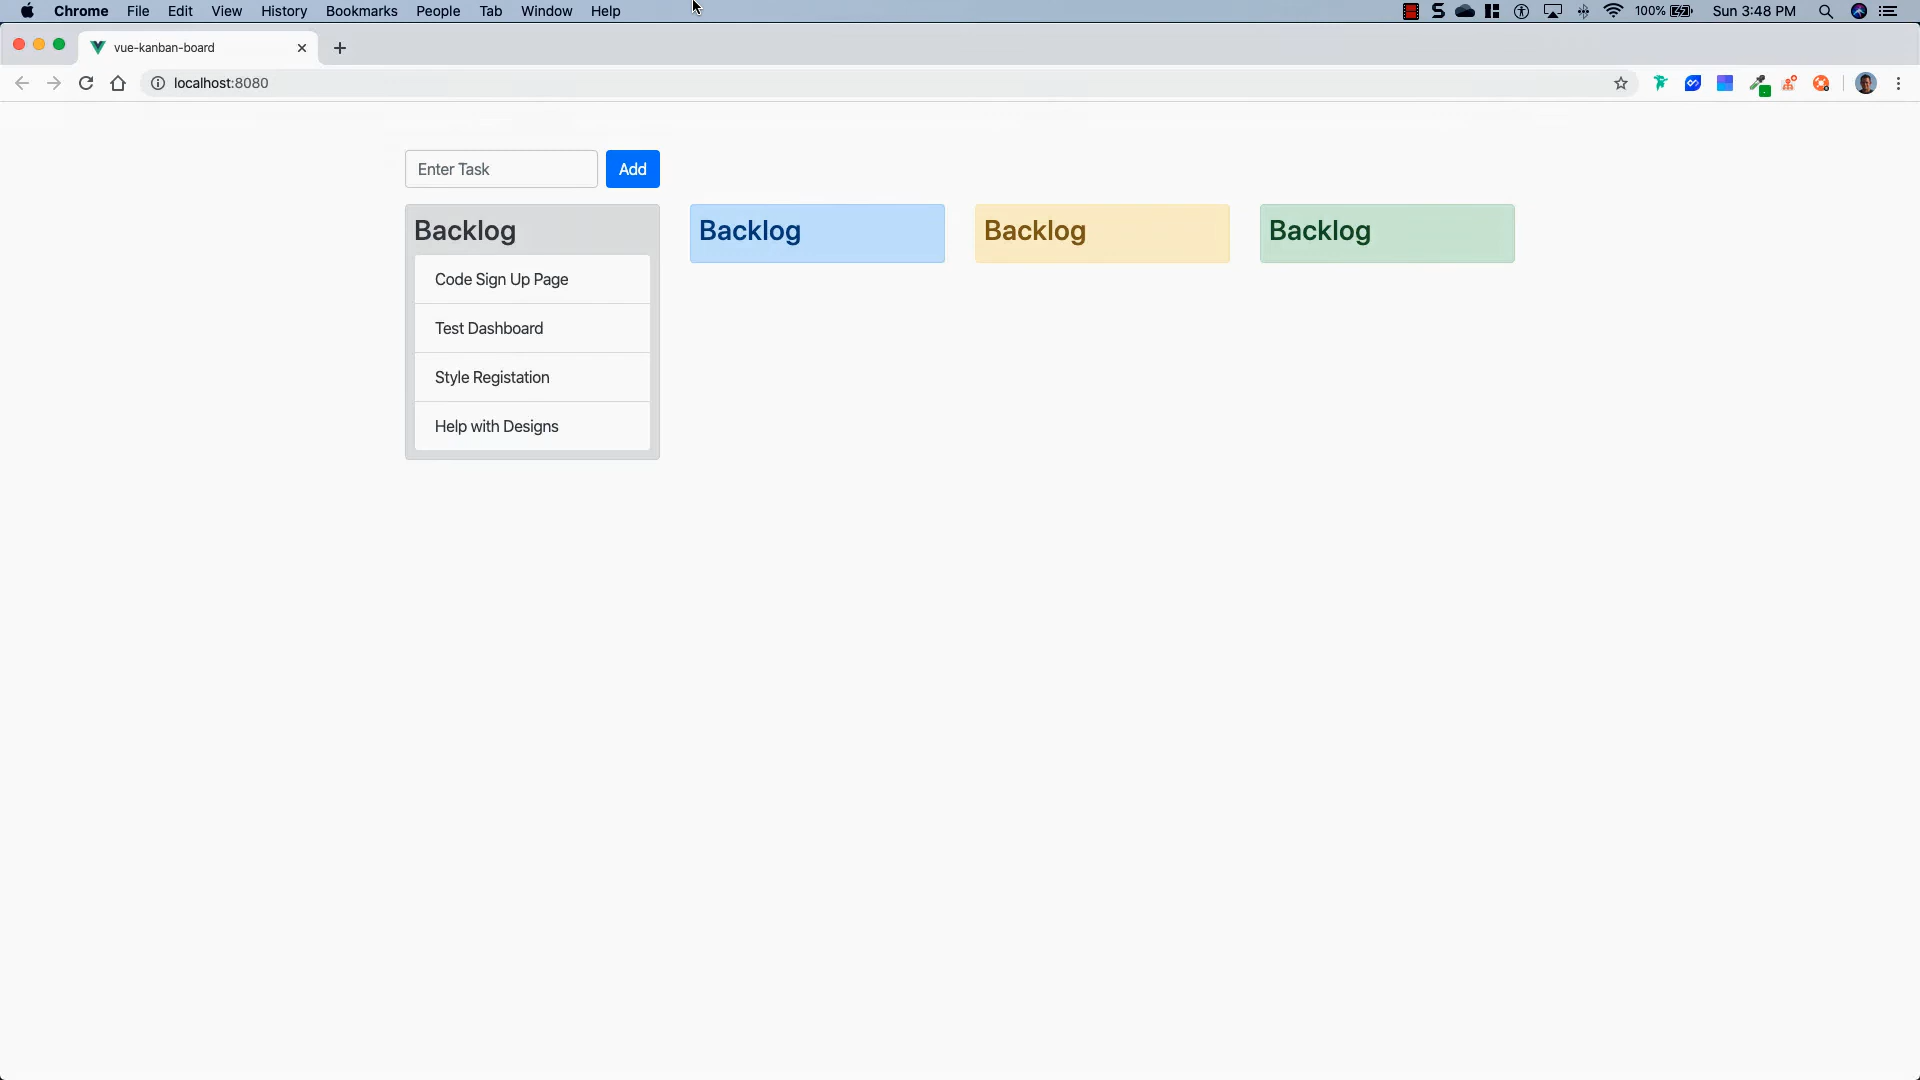 Chrome File Edit View History Bookmarks People Tab Window Help 100% Sun 3:48 PM
vue-kanban-board
localhost:8080
Enter Task Add
Backlog Backlog Backlog Backlog
Code Sign Up Page
Test Dashboard
Style Registation
Help with Designs